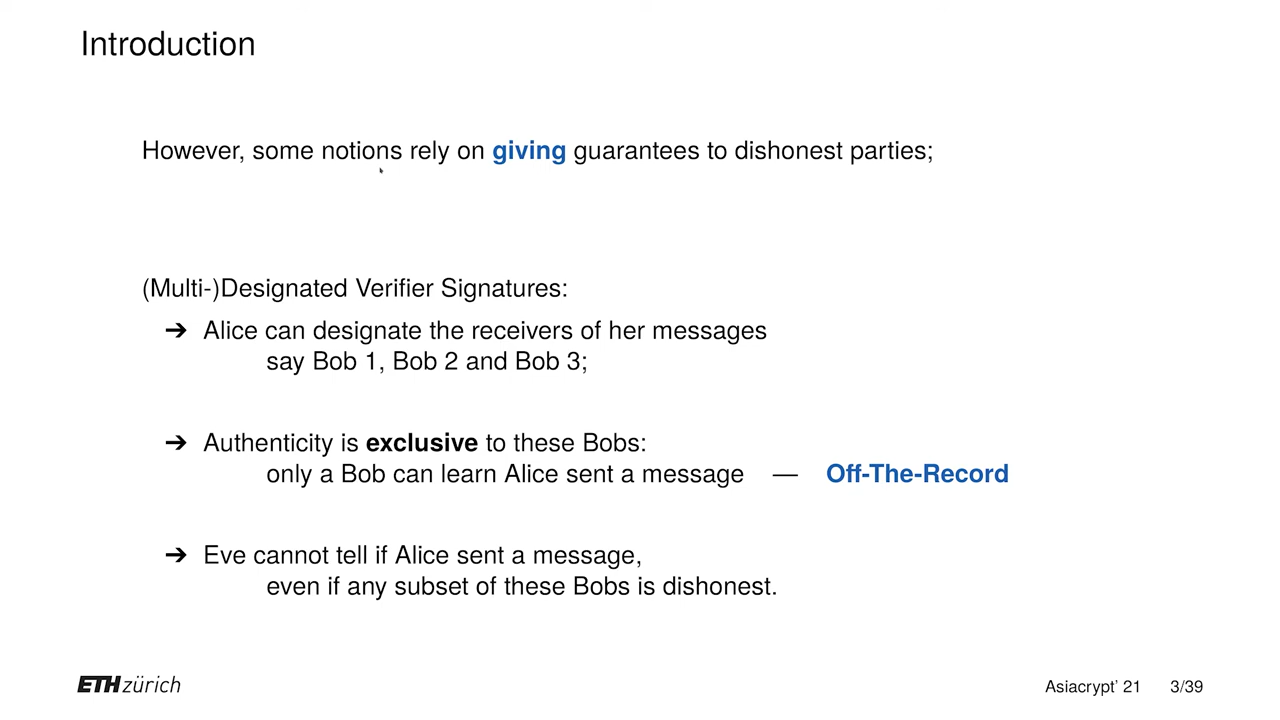 Introduction
However, some notions rely on giving guarantees to dishonest parties;
(Multi-)Designated Verifier Signatures:
➔ Alice can designate the receivers of her messages
say Bob 1, Bob 2 and Bob 3;
➔ Authenticity is exclusive to these Bobs:
only a Bob can learn Alice sent a message — Off-The-Record
➔ Eve cannot tell if Alice sent a message,
even if any subset of these Bobs is dishonest.
ETH zürich
Asiacrypt' 21 3/39